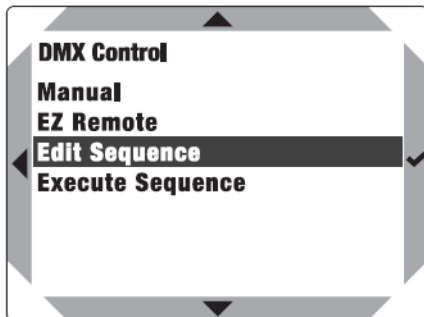 DMX Control
Manual
EZ Remote
Edit Sequence
Execute Sequence